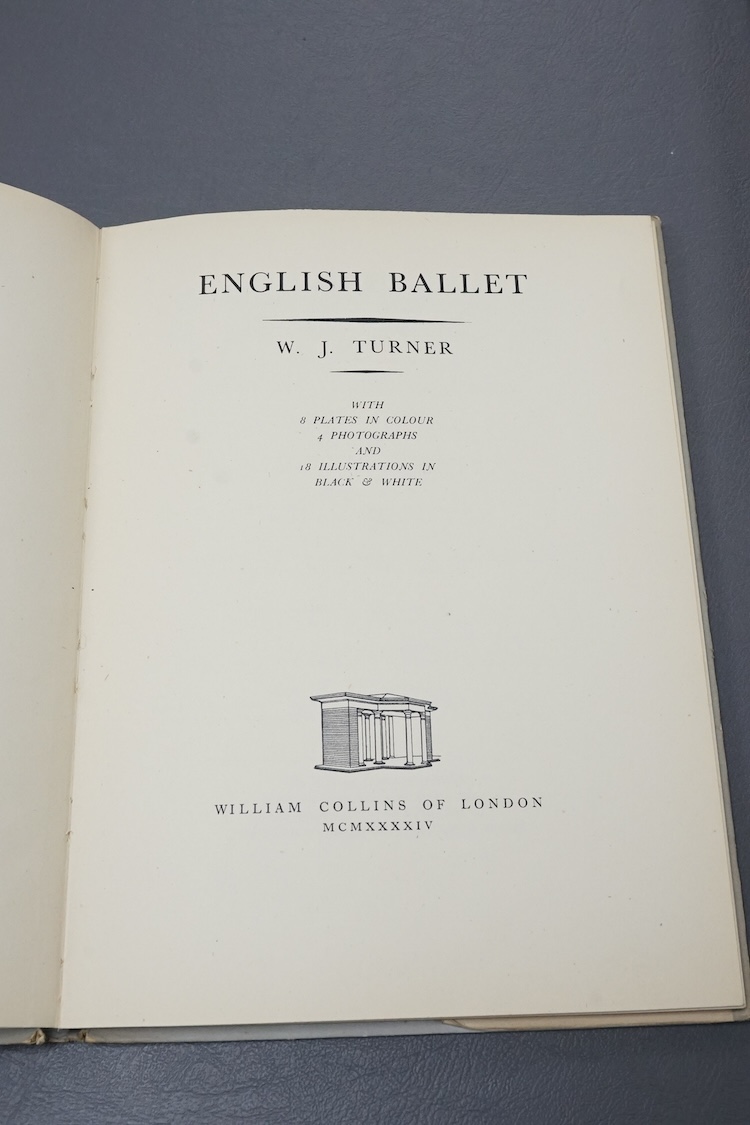 ENGLISH BALLET
W. J. TURNER
WITH
8 PLATES IN COLOUR
4 PHOTOGRAPHS
AND
18 ILLUSTRATIONS IN
BLACK & WHITE
WILLIAM COLLINS OF LONDON
MCMXXXXIV